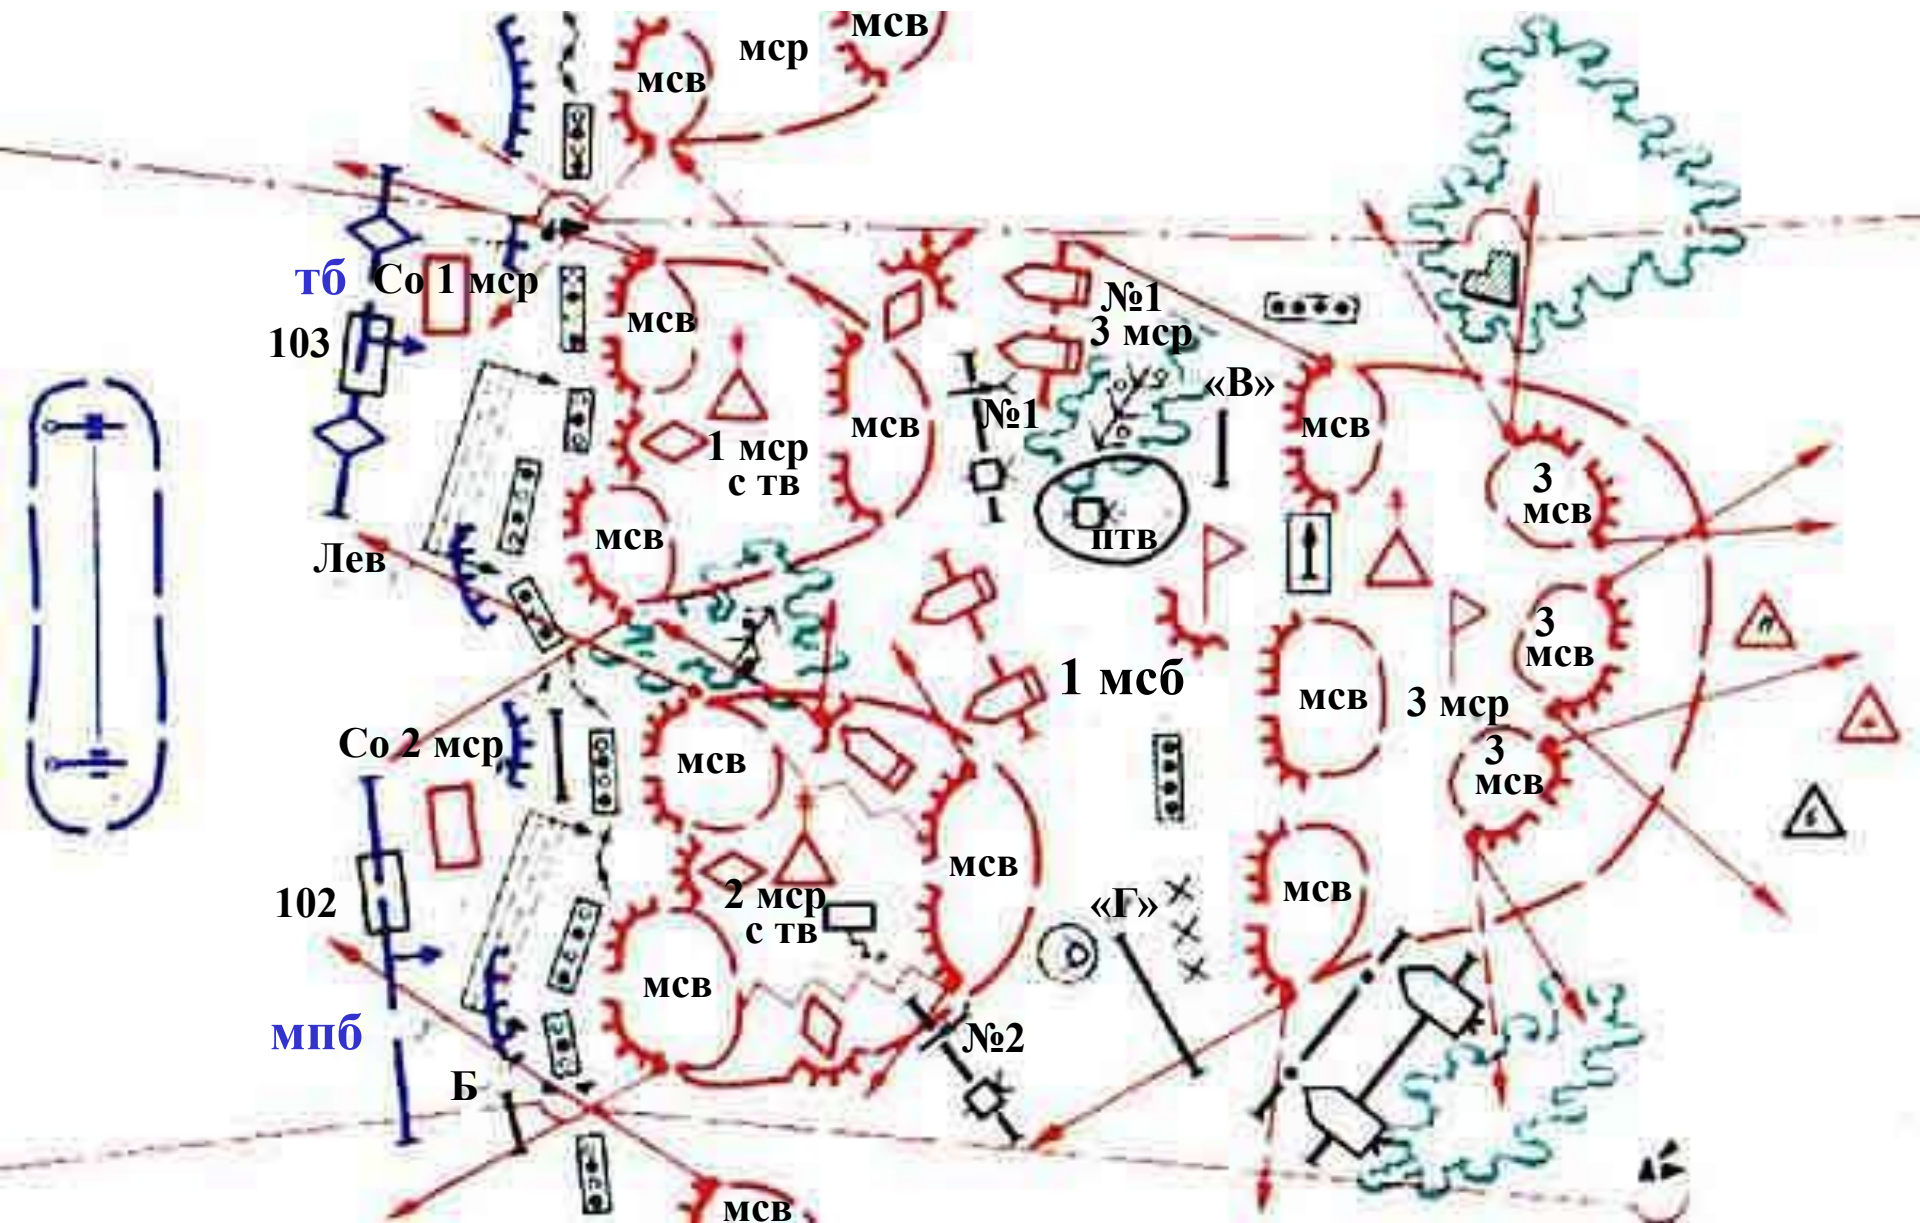 мсв
мср
мсв
тб
Со 1 мср
мсв
№1
3 мср
103
«В»
№1
мсв
мсв
1 мср
с тв
3
мсв
мсв
птв
Лев
3
мсв
1 мсб
мсв
3 мср
Со 2 мср
мсв
3
мсв
мсв
102
2 мср
с тв
«Г»
мсв
мсв
мпб
№2
Б
мсв